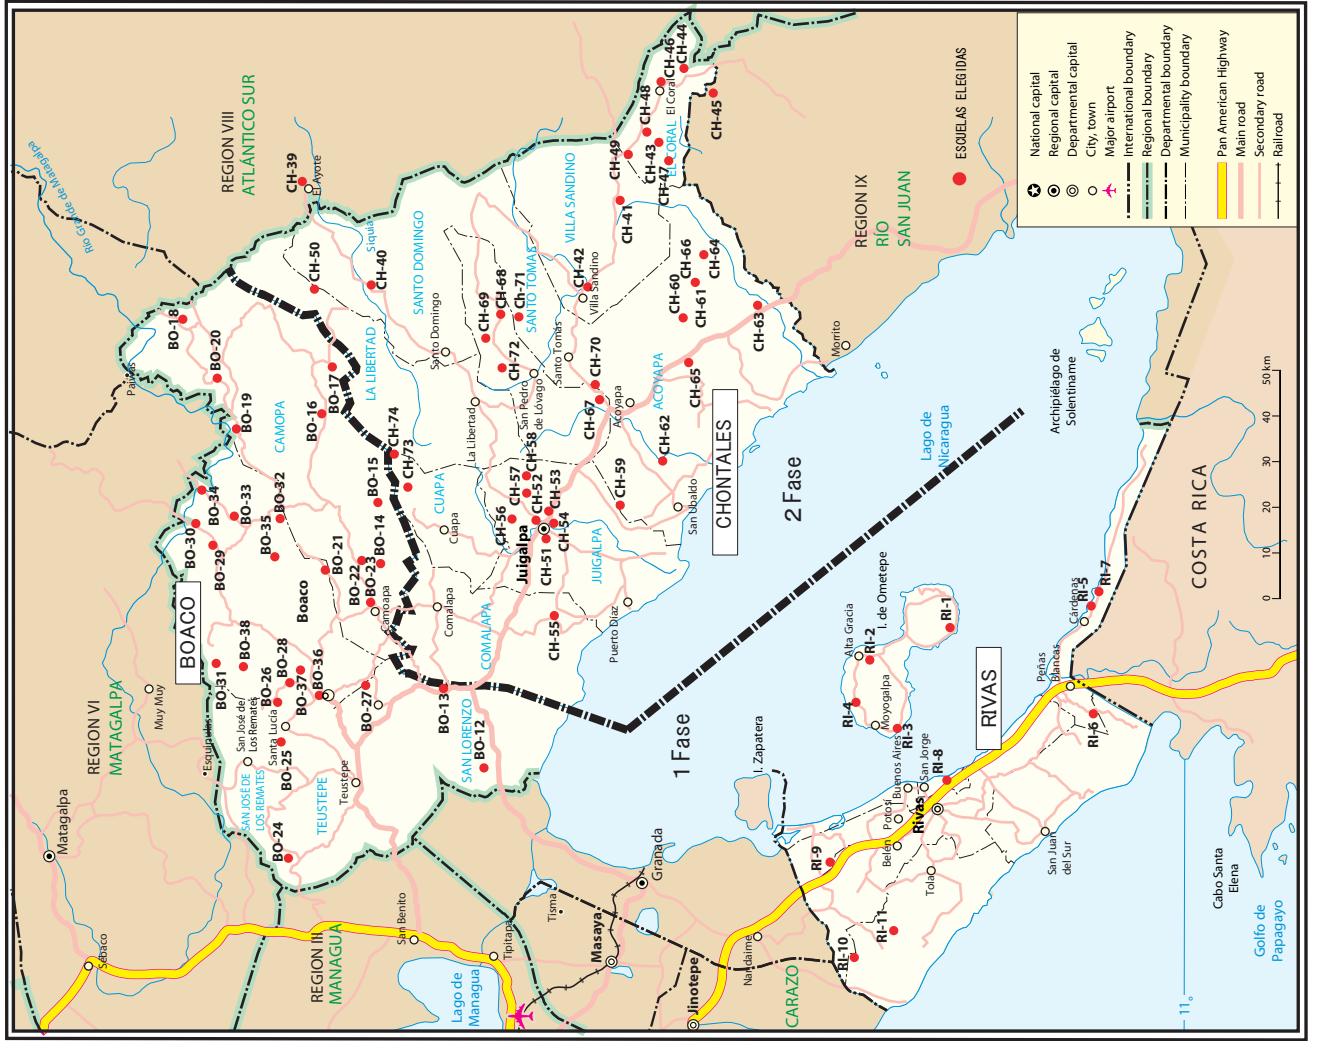 REGION VIII
ATLÁNTICO SUR
Río Grande de Matagalpa
CH-39
El Ayote
CH-46
CH-44
CH-48
El Coral
CH-45
CH-49
CH-43
EL CORAL
CH-47
CH-41
VILLA SANDINO
Siquia
CH-50
CH-40
SANTO DOMINGO
Santo Domingo
CH-69
CH-68
Ch-71
SANTO TOMAS
CH-42
Villa Sandino
CH-72
Santo Tomás
San Pedro
de Lóvago
CH-70
CH-67
Acoyapa
ACOYAPA
CH-60
CH-66
CH-64
CH-61
CH-63
CH-65
CH-62
CH-59
San Ubaldo
Morrito
REGION IX
RÍO
SAN JUAN
ESCUELAS ELEGIDAS
National capital
Regional capital
Departmental capital
City, town
Major airport
International boundary
Regional boundary
Departmental boundary
Municipality boundary
Pan American Highway
Main road
Secondary road
Railroad
BO-18
BO-20
Paiwas
BO-19
BO-17
BO-16
CAMOPA
LA LIBERTAD
La Libertad
CH-74
CH-73
BO-15
BO-14
BO-34
BO-33
BO-32
BO-35
BO-30
BO-29
BO-21
BO-22
BO-23
Boaco
Camoapa
CUAPA
Cuapa
CH-58
CH-57
CH-52
CH-53
CH-56
CH-54
Juigalpa
CH-51
JUIGALPA
CH-55
Puerto Díaz
Comalapa
COMALAPA
CHONTALES
2 Fase
1 Fase
BOACO
BO-31
BO-38
BO-28
BO-26
BO-37
BO-36
BO-27
BO-13
BO-12
SAN LORENZO
San José de
Los Remates
Santa Lucía
BO-25
BO-24
SAN JOSÉ DE
LOS REMATES
TEUSTEPE
Teustepe
Esquipulas
Muy Muy
REGION VI
MATAGALPA
Matagalpa
Sébaco
REGION III
MANAGUA
San Benito
Tipitapa
Lago de
Managua
Tisma
Masaya
Granada
Jinotepe
Nandaime
CARAZO
I. Zapatera
Lago de
Nicaragua
Archipiélago de
Solentiname
Alta Gracia
I. de Ometepe
RI-1
RI-2
RI-4
Moyogalpa
RI-3
RIVAS
Buenos Aires
San Jorge
RI-8
Potosí
Rivas
Belén
Tola
RI-9
RI-11
RI-10
San Juan
del Sur
Peñas
Blancas
Cárdenas
RI-5
RI-7
RI-6
COSTA RICA
0
10
20
30
40
50 km
Cabo Santa
Elena
Golfo de
Papagayo
11°